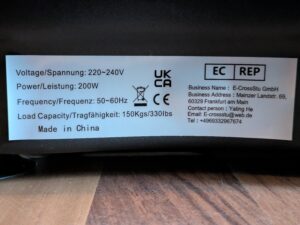 Voltage/Spannung: 220~240V
Power/Leistung: 200W
Frequency/Frequenz: 50~60Hz
Load Capacity/Tragfähigkeit: 150Kgs/330lbs
Made in China
UK
CA
CE
EC REP
Business Name : E-CrossStu GmbH
Business Address : Mainzer Landstr. 69,
60329 Frankfurt am Main
Contact person : Yating He
Email: E-crossstu@web.de
Tel : +4969332967674